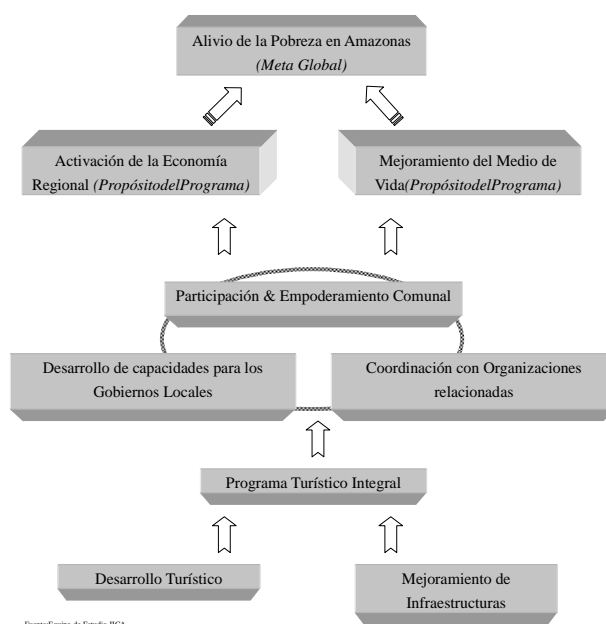 Alivio de la Pobreza en Amazonas
(Meta Global)
Activación de la Economía
Regional (PropósitodelPrograma)
Mejoramiento del Medio de
Vida(PropósitodelPrograma)
Participación & Empoderamiento Comunal
Desarrollo de capacidades para los
Gobiernos Locales
Coordinación con Organizaciones
relacionadas
Programa Turístico Integral
Desarrollo Turístico
Mejoramiento de
Infraestructuras